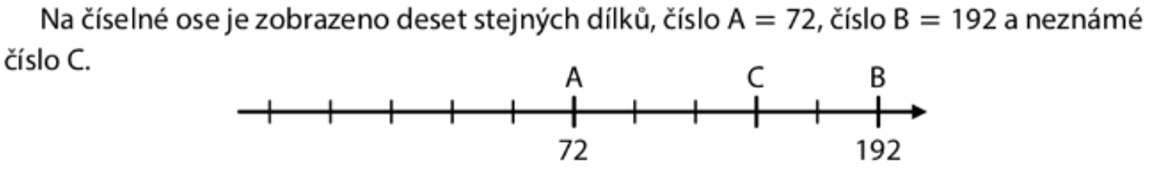 Na číselné ose je zobrazeno deset stejných dílků, číslo A = 72, číslo B = 192 a neznámé
číslo C.
A C B
72 192